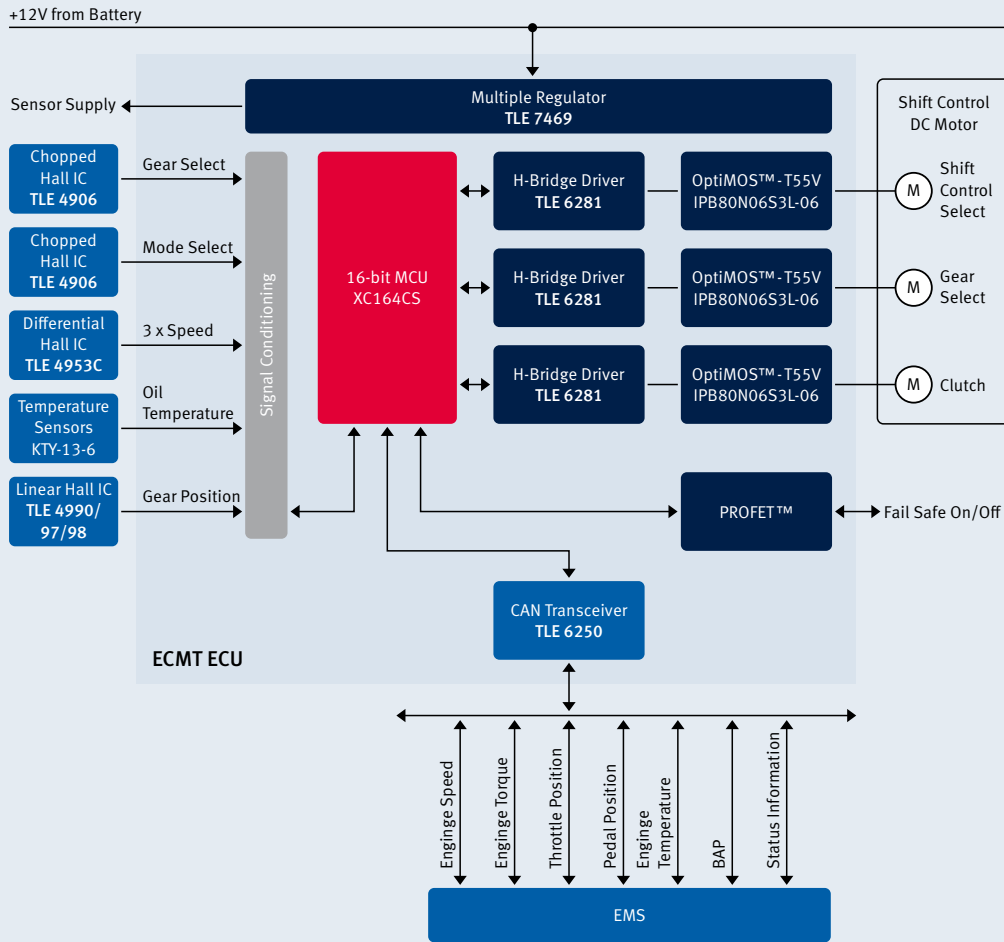 +12V from Battery
Sensor Supply
Multiple Regulator
TLE 7469
Shift Control
DC Motor
Chopped
Hall IC
TLE 4906
Gear Select
Chopped
Hall IC
TLE 4906
Mode Select
Differential
Hall IC
TLE 4953C
3 x Speed
Temperature
Sensors
KTY-13-6
Oil
Temperature
Linear Hall IC
TLE 4990/
97/98
Gear Position
Signal Conditioning
16-bit MCU
XC164CS
H-Bridge Driver
TLE 6281
OptiMOS™-T55V
IPB80N06S3L-06
M
Shift
Control
Select
H-Bridge Driver
TLE 6281
OptiMOS™-T55V
IPB80N06S3L-06
M
Gear
Select
H-Bridge Driver
TLE 6281
OptiMOS™-T55V
IPB80N06S3L-06
M
Clutch
PROFET™
Fail Safe On/Off
CAN Transceiver
TLE 6250
ECMT ECU
Enginge Speed
Enginge Torque
Throttle Position
Pedal Position
Enginge
Temperature
BAP
Status Information
EMS